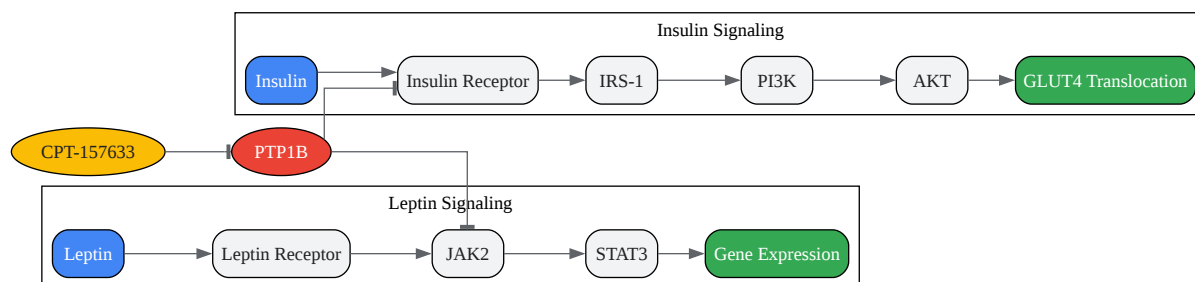 Insulin Signaling
Insulin
Insulin Receptor
IRS-1
PI3K
AKT
GLUT4 Translocation
CPT-157633
PTP1B
Leptin Signaling
Leptin
Leptin Receptor
JAK2
STAT3
Gene Expression